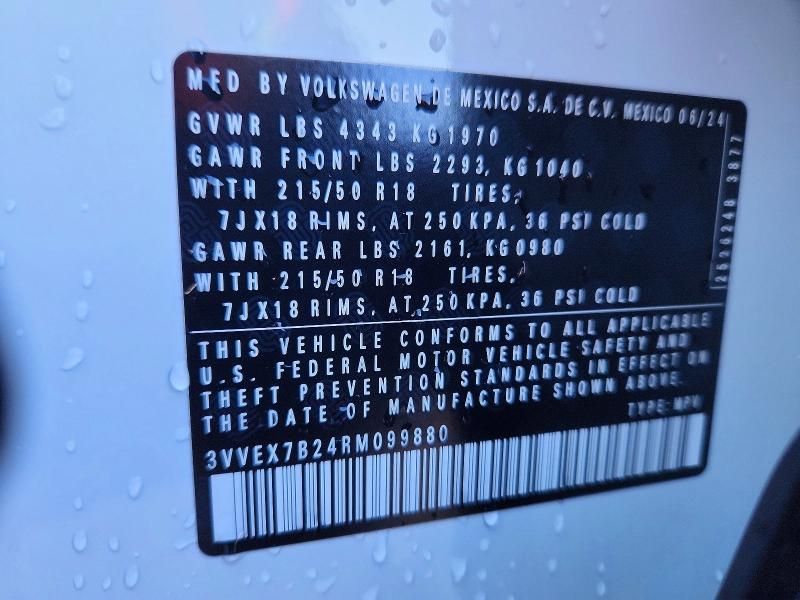 MFD BY VOLKSWAGEN DE MEXICO S.A. DE C.V. MEXICO 06/24
GVWR LBS 4343 KG 1970
GAWR FRONT LBS 2293, KG 1040,
WITH 215/50 R18 TIRES,
7JX18 RIMS, AT 250 KPA, 36 PSI COLD
GAWR REAR LBS 2161, KG 0980
WITH 215/50 R18 TIRES,
7JX18 RIMS, AT 250 KPA, 36 PSI COLD
THIS VEHICLE CONFORMS TO ALL APPLICABLE
U.S. FEDERAL MOTOR VEHICLE SAFETY AND
THEFT PREVENTION STANDARDS IN EFFECT ON
THE DATE OF MANUFACTURE SHOWN ABOVE.
TYPE: MPV
3VVEX7B24RM099880
3877